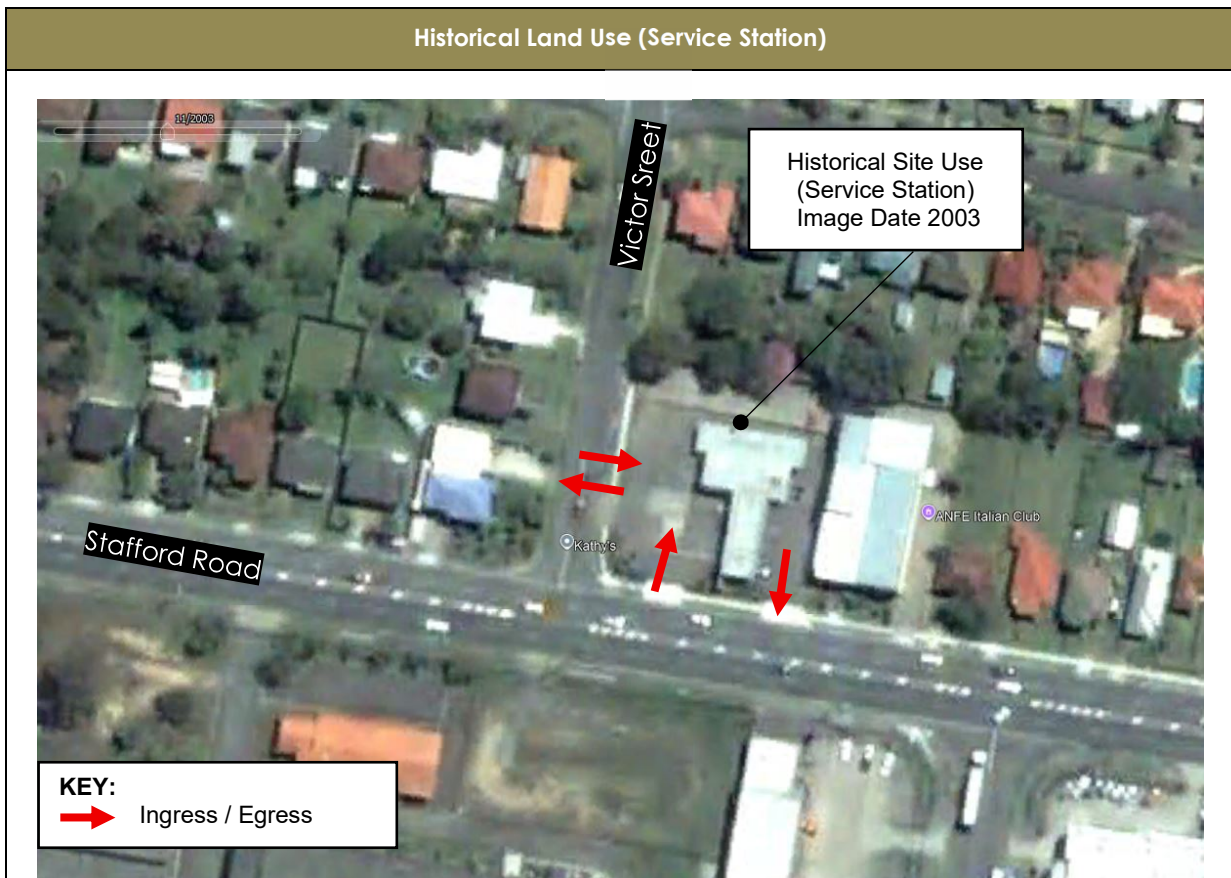 Historical Land Use (Service Station)
11/2003
Victor Sreet
Historical Site Use
(Service Station)
Image Date 2003
ANFE Italian Club
Kathy's
Stafford Road
KEY:
Ingress / Egress